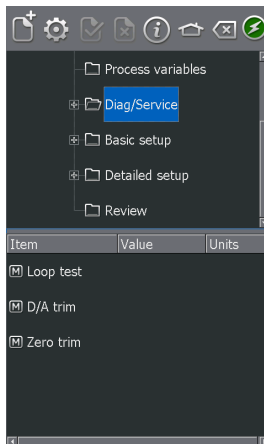 Process variables
Diag/Service
Basic setup
Detailed setup
Review
Item Value Units
M Loop test
M D/A trim
M Zero trim